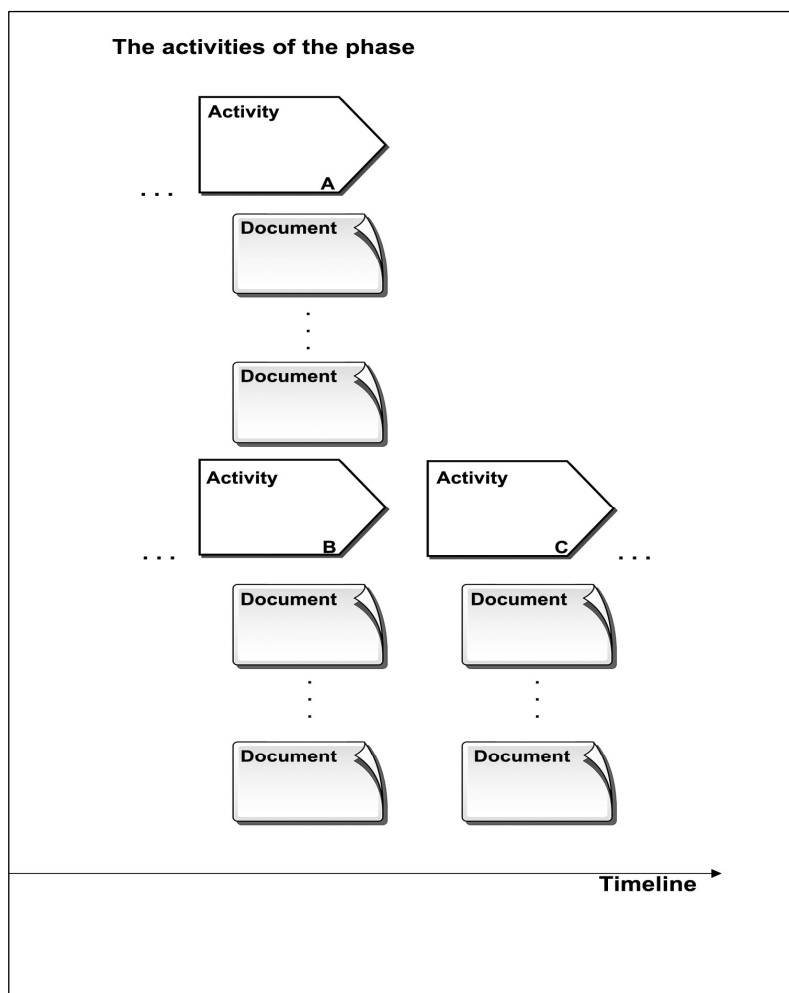 The activities of the phase
Activity
A
. . .
Document
.
.
.
Document
Activity
Activity
B
C
. . .
. . .
Document
Document
.
.
.
.
.
.
Document
Document
Timeline